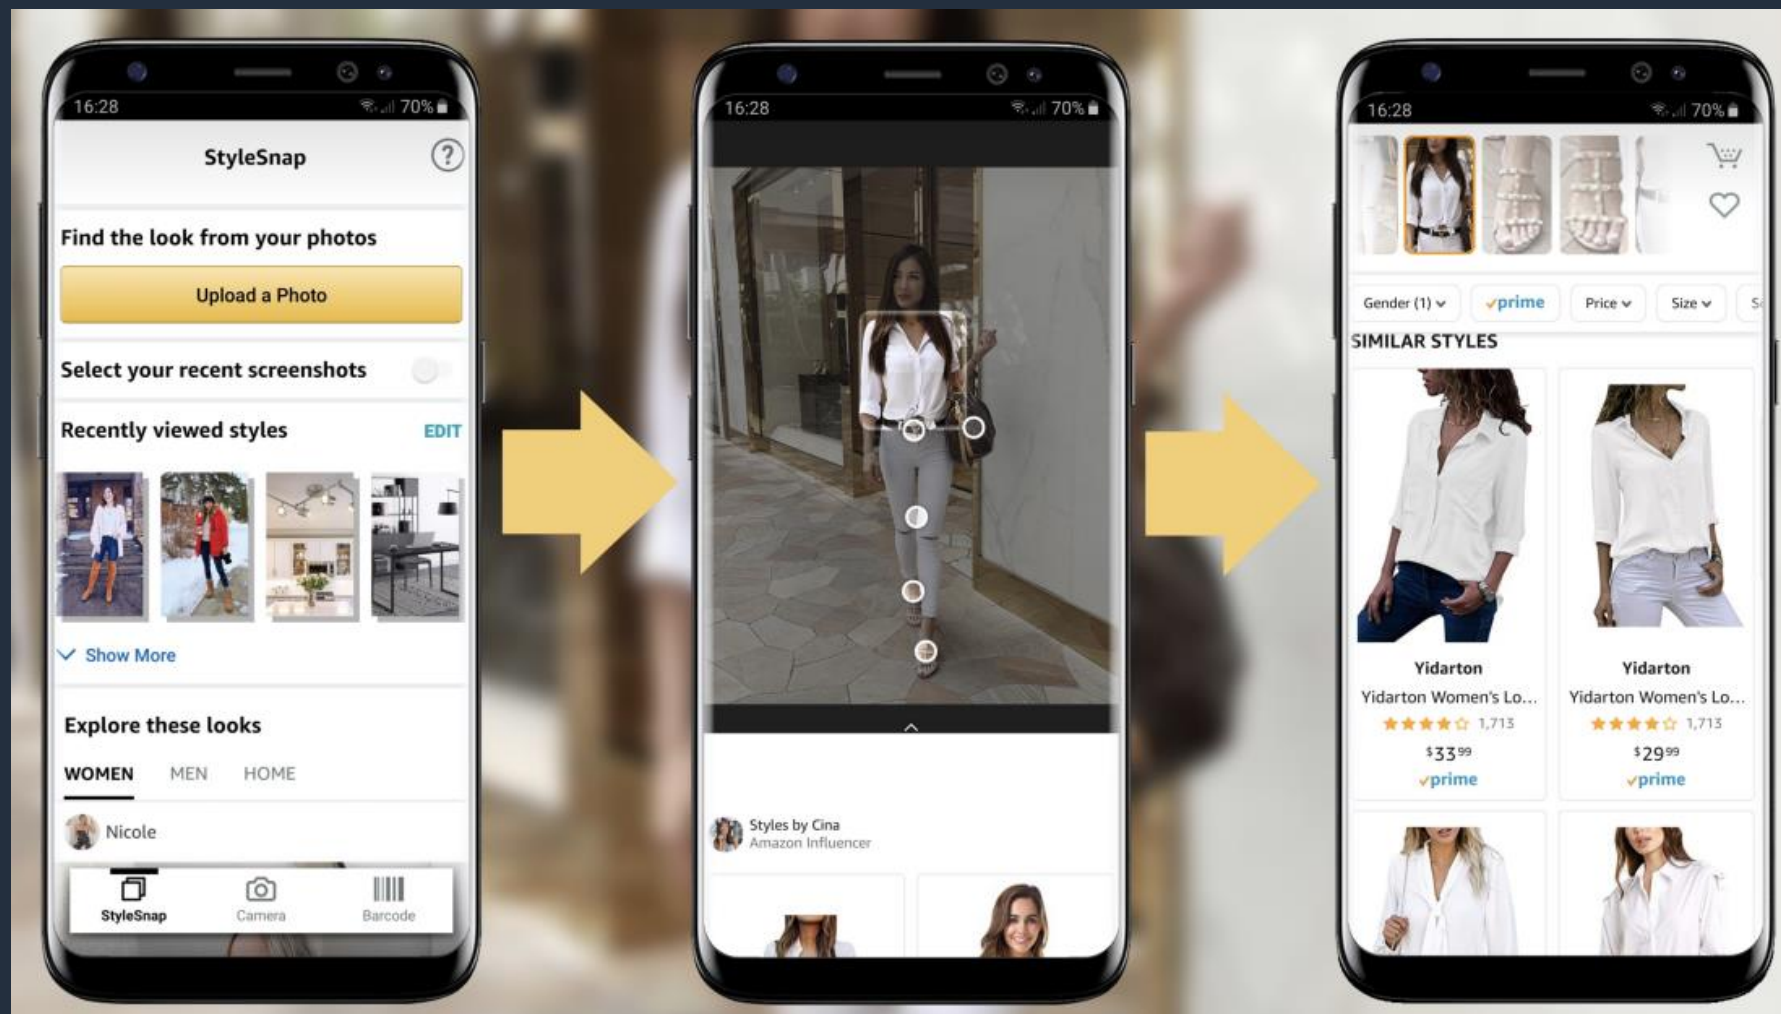 16:28
70%
StyleSnap
?
Find the look from your photos
Upload a Photo
Select your recent screenshots
Recently viewed styles
EDIT
Show More
Explore these looks
WOMEN MEN HOME
Nicole
StyleSnap Camera Barcode
16:28
70%
Styles by Cina
Amazon Influencer
16:28
70%
Gender (1) prime Price Size
SIMILAR STYLES
Yidarton
Yidarton Women's Lo...
1,713
$33.99
prime
Yidarton
Yidarton Women's Lo...
1,713
$29.99
prime